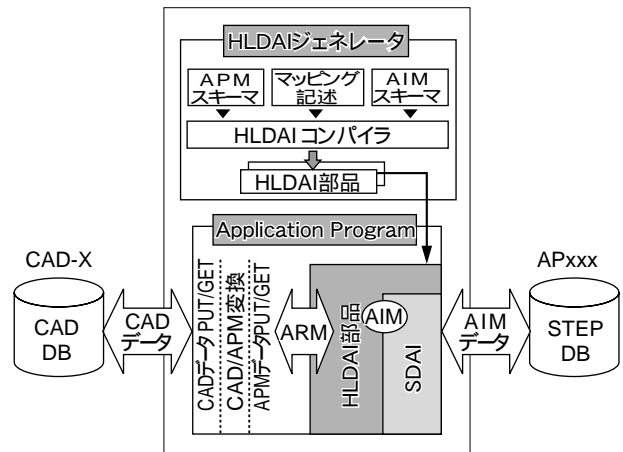 HLDAIジェネレータ
APM
スキーマ
マッピング
記述
AIM
スキーマ
HLDAIコンパイラ
HLDAI部品
Application Program
CAD-X
CAD
DB
CAD
データ
CADデータPUT/GET
CAD/APM変換
APMデータPUT/GET
ARM
HLDAI部品
AIM
SDAI
AIM
データ
APxxx
STEP
DB